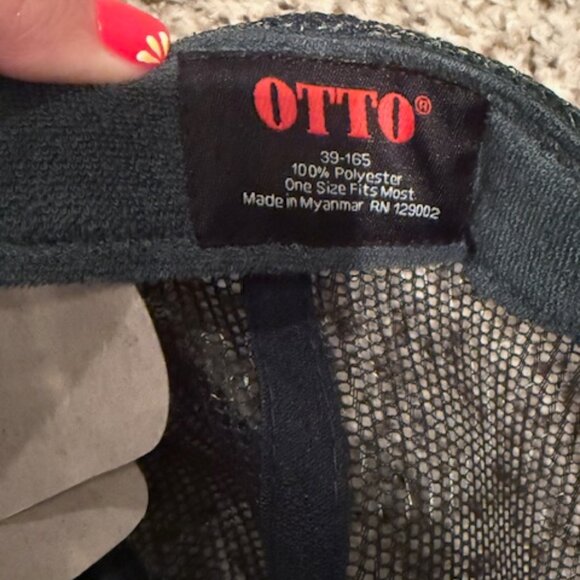 OTTO®
39-165
100% Polyester
One Size Fits Most
Made in Myanmar RN 129002